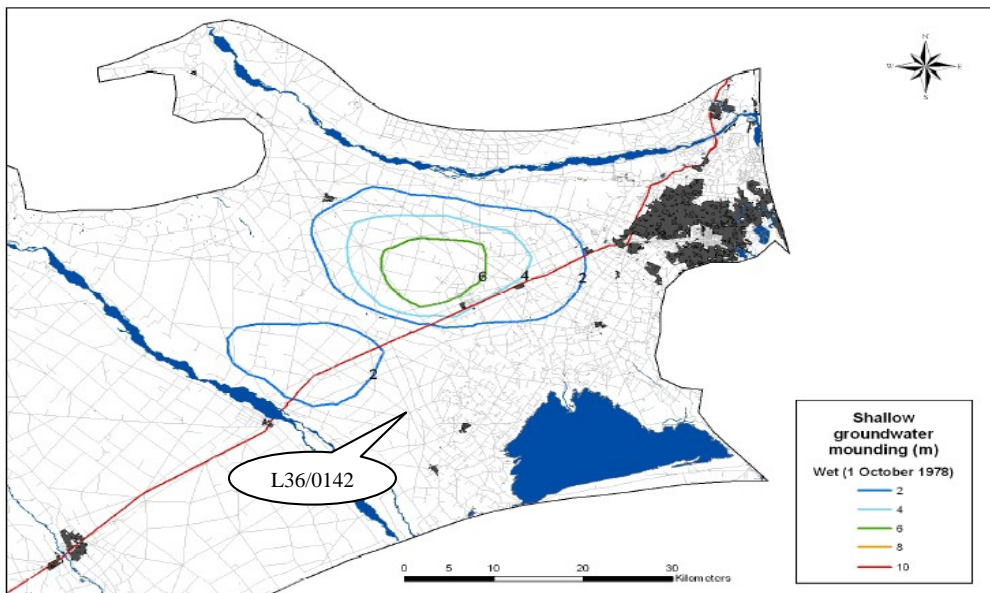 N
W E
S
6 4 2 3
2
L36/0142
Shallow
groundwater
mounding (m)
Wet (1 October 1978)
2
4
6
8
10
0 5 10 20 30
Kilometers